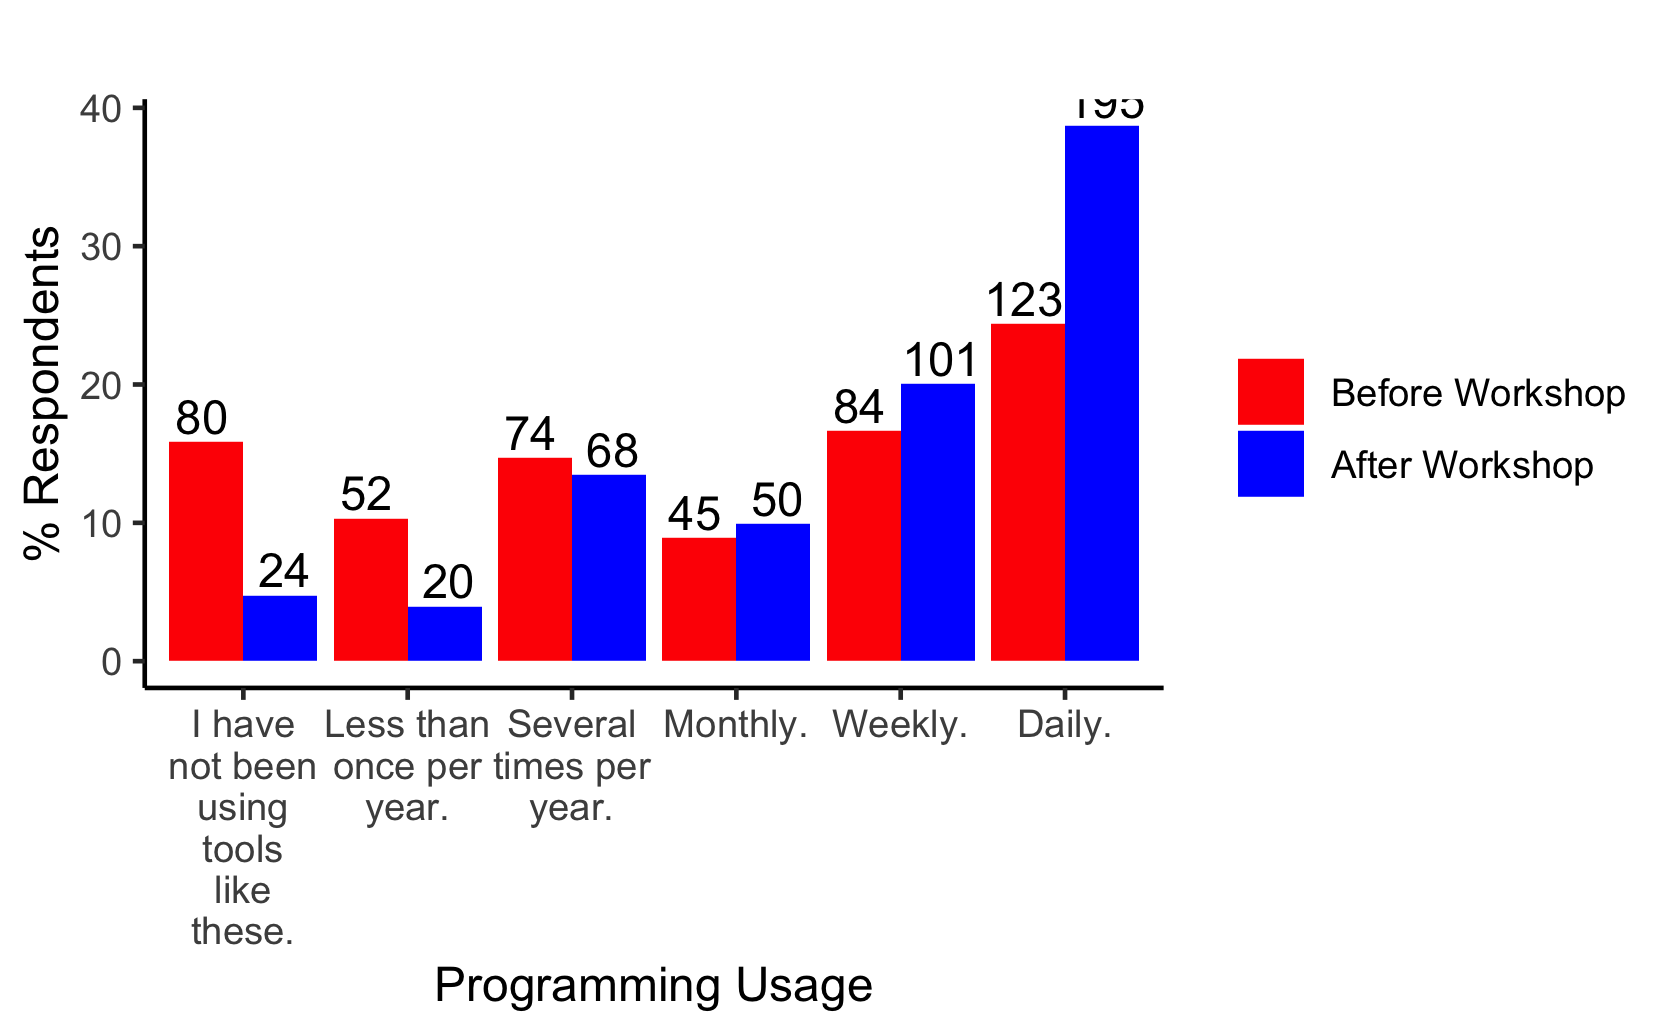 195
40
30
20
10
0
% Respondents
123
101
84
80
74
68
52
50
45
24
20
I have
not been
using
tools
like
these.
Less than
once per
year.
Several
times per
year.
Monthly.
Weekly.
Daily.
Programming Usage
Before Workshop
After Workshop